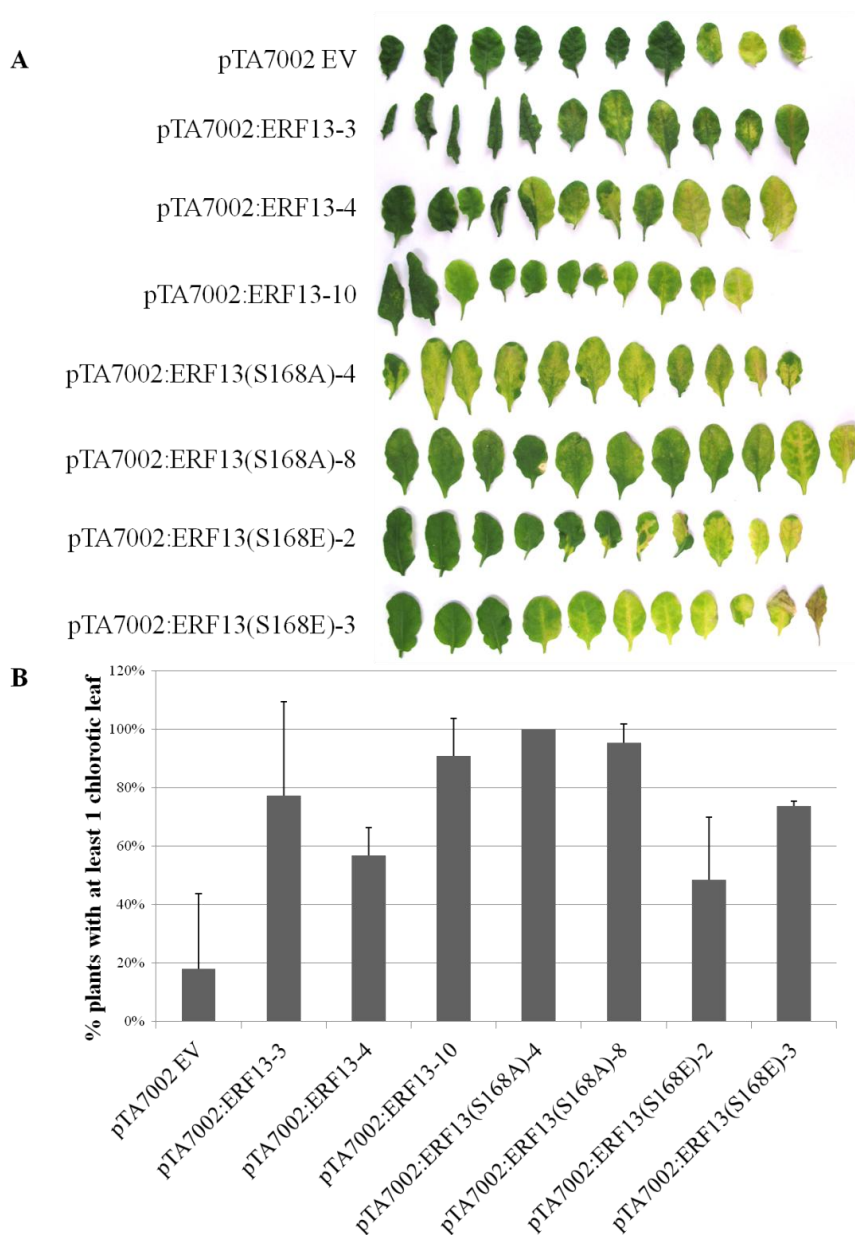 A
pTA7002 EV
pTA7002:ERF13-3
pTA7002:ERF13-4
pTA7002:ERF13-10
pTA7002:ERF13(S168A)-4
pTA7002:ERF13(S168A)-8
pTA7002:ERF13(S168E)-2
pTA7002:ERF13(S168E)-3
B
% plants with at least 1 chlorotic leaf
120%
100%
80%
60%
40%
20%
0%
pTA7002 EV
pTA7002:ERF13-3
pTA7002:ERF13-4
pTA7002:ERF13-10
pTA7002:ERF13(S168A)-4
pTA7002:ERF13(S168A)-8
pTA7002:ERF13(S168E)-2
pTA7002:ERF13(S168E)-3